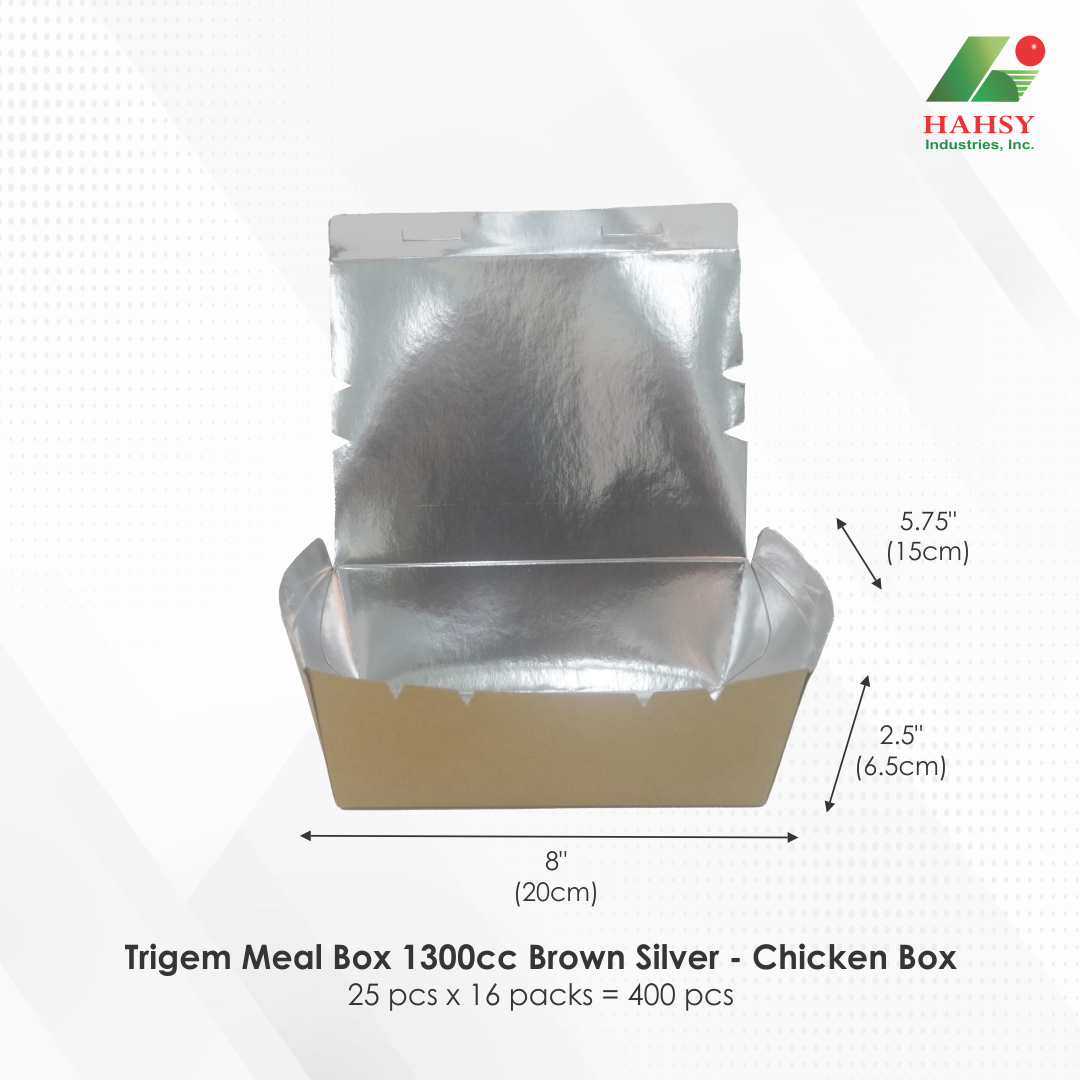 HAHSY
Industries, Inc.
5.75"
(15cm)
2.5"
(6.5cm)
8"
(20cm)
Trigem Meal Box 1300cc Brown Silver - Chicken Box
25 pcs x 16 packs = 400 pcs